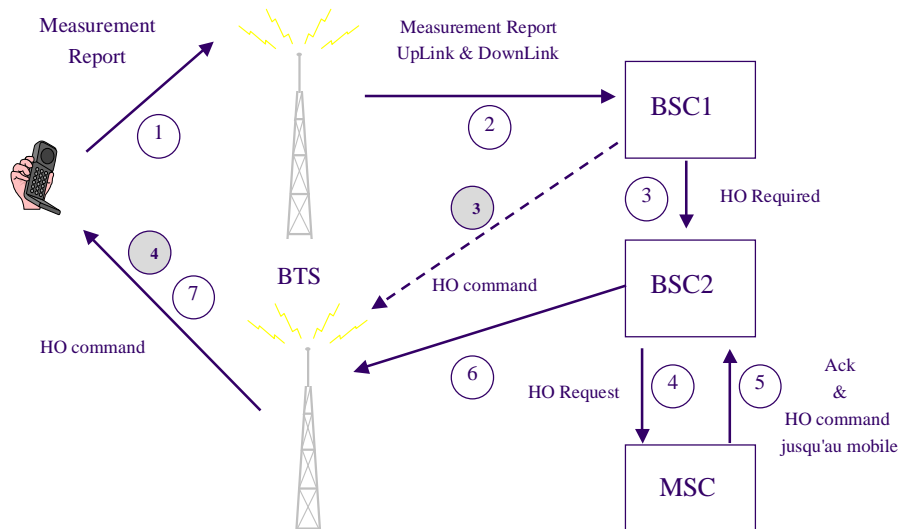 Measurement
Report
Measurement Report
UpLink & DownLink
BSC1
1
2
3
HO Required
3
4
BTS
HO command
BSC2
7
HO command
6
HO Request
4
5
Ack
&
HO command
jusqu'au mobile
MSC